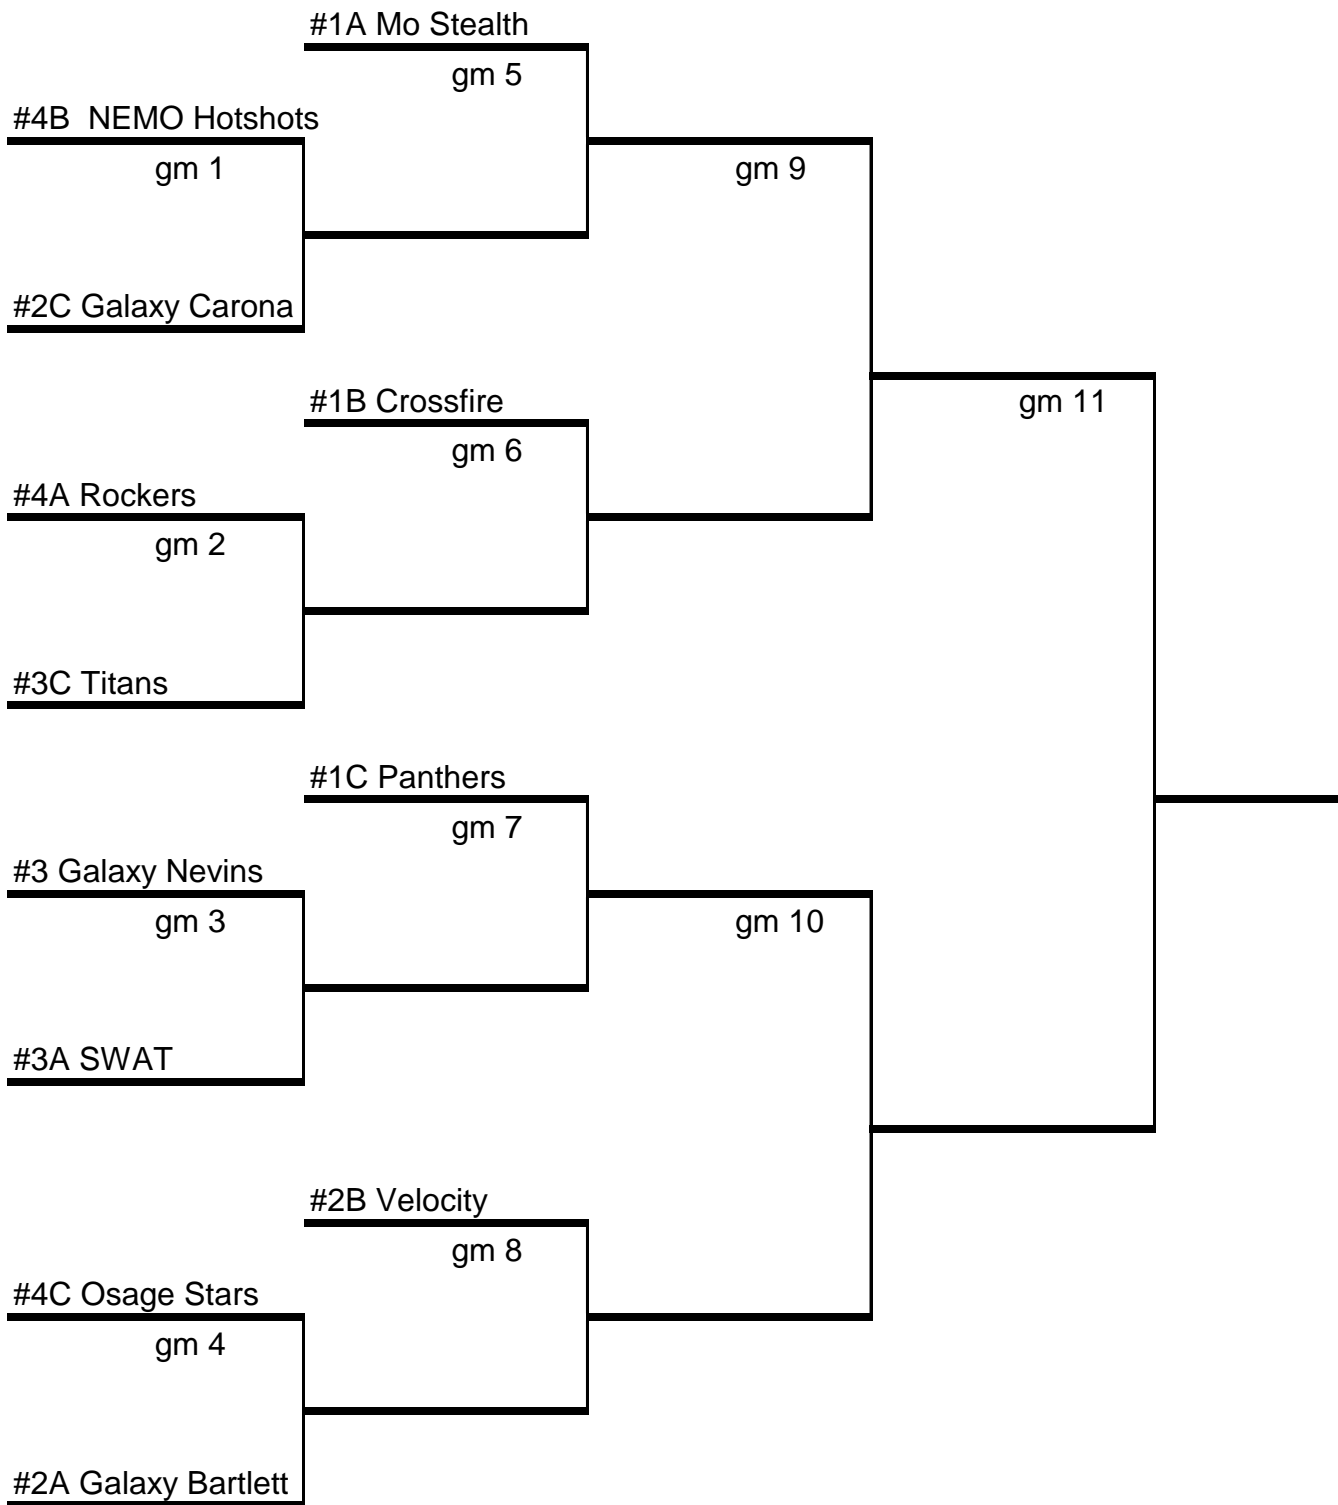 #1A Mo Stealth
gm 5
#4B  NEMO Hotshots
gm 1
gm 9
#2C Galaxy Carona
#1B Crossfire
gm 11
gm 6
#4A Rockers
gm 2
#3C Titans
#1C Panthers
gm 7
#3 Galaxy Nevins
gm 3
gm 10
#3A SWAT
#2B Velocity
gm 8
#4C Osage Stars
gm 4
#2A Galaxy Bartlett